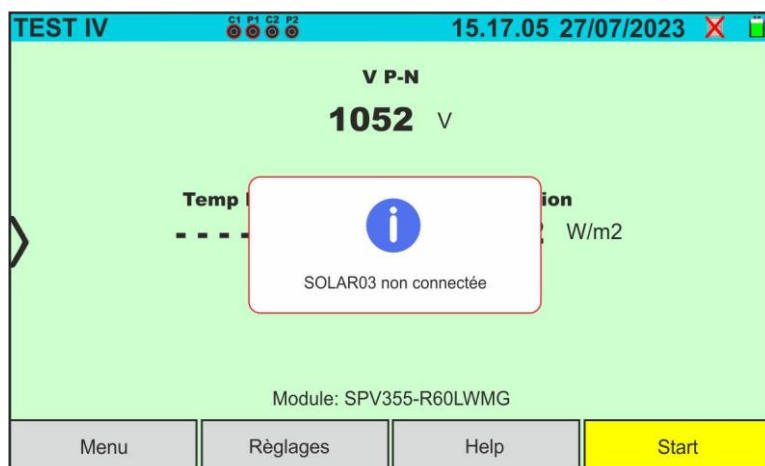 TEST IV C1 P1 C2 P2 15.17.05 27/07/2023
V P-N
1052 V
Temp ion
- - - - W/m2
SOLAR03 non connectée
Module: SPV355-R60LWMG
Menu Règlages Help Start